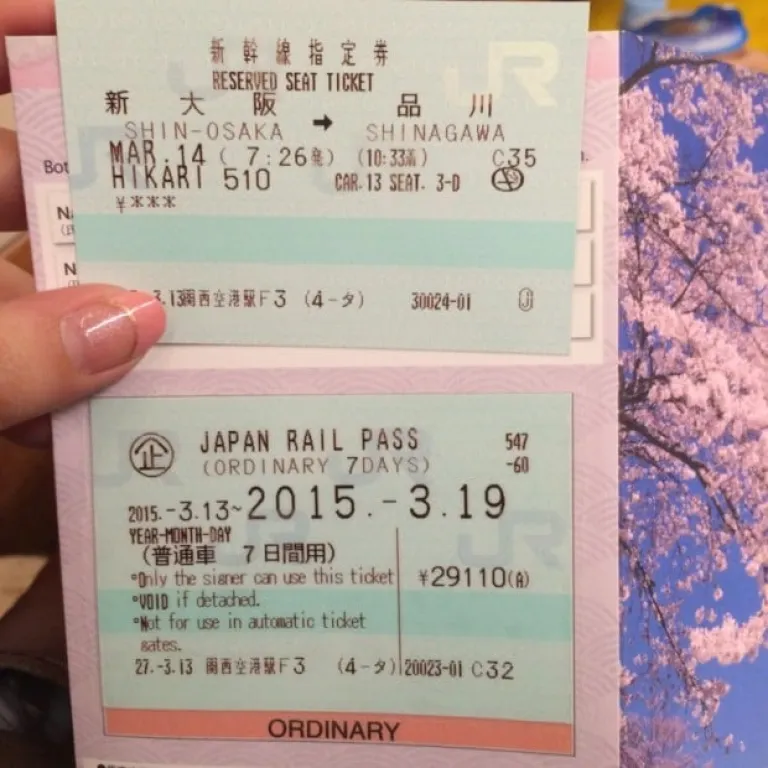 新幹線指定券
RESERVED SEAT TICKET
新大阪 → 品川
SHIN-OSAKA SHINAGAWA
MAR.14 ( 7:26発) (10:33着) C35
HIKARI 510 CAR.13 SEAT. 3-D
¥***
3.13関西空港駅F3 (4-タ) 30024-01
JAPAN RAIL PASS 547
(ORDINARY 7DAYS) -60
2015.-3.13~2015.-3.19
YEAR-MONTH-DAY
(普通車 7日間用)
°Only the signer can use this ticket ¥29110(A)
°VOID if detached.
°Not for use in automatic ticket
gates.
27.-3.13 関西空港駅F3 (4-タ) 20023-01 C32
ORDINARY
JR